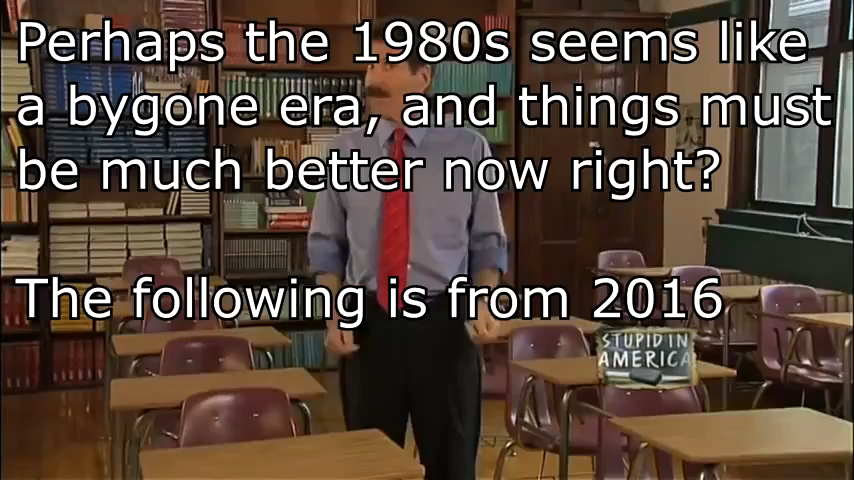 Perhaps the 1980s seems like
a bygone era, and things must
be much better now right?
The following is from 2016
STUPID IN
AMERICA